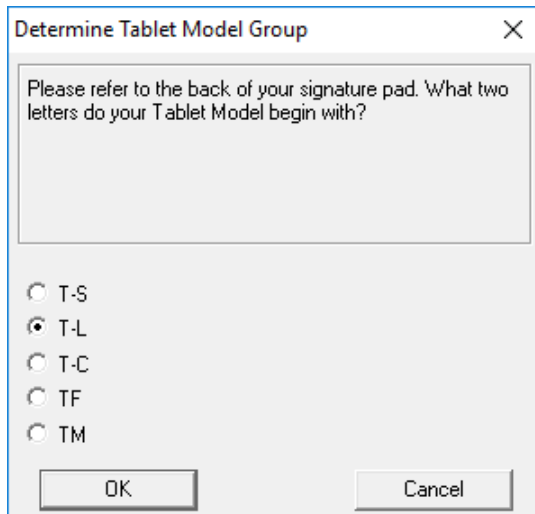 Determine Tablet Model Group
Please refer to the back of your signature pad. What two
letters do your Tablet Model begin with?
T-S
T-L
T-C
TF
TM
OK
Cancel